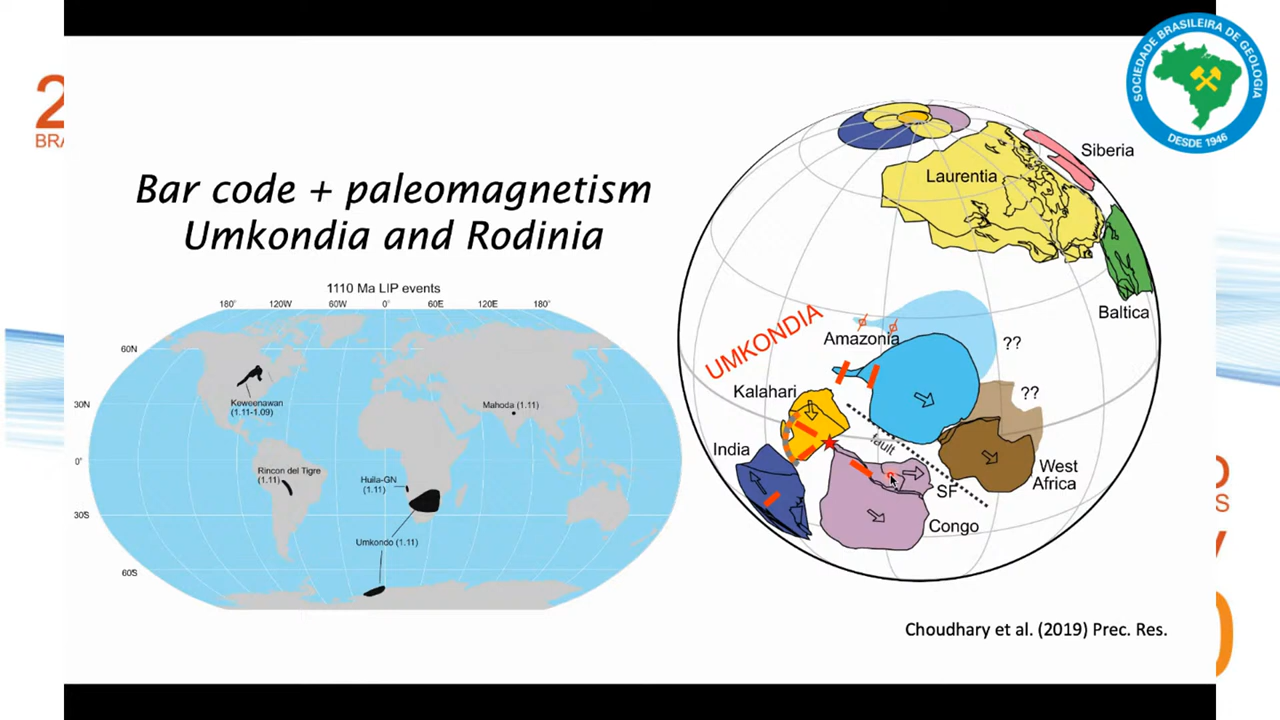 2
BRA
SOCIEDADE BRASILEIRA DE GEOLOGIA
DESDE 1946
Bar code + paleomagnetism
Umkondia and Rodinia
1110 Ma LIP events
180˚ 120W 60W 0˚ 60E 120E 180˚
60N
30N
0˚
30S
60S
Keweenawan
(1.11-1.09)
Mahoda (1.11)
Rincon del Tigre
(1.11)
Huila-GN
(1.11)
Umkondo (1.11)
Siberia
Laurentia
Baltica
UMKONDIA
Amazonia
??
??
Kalahari
India
fault
West
Africa
SF
Congo
Choudhary et al. (2019) Prec. Res.